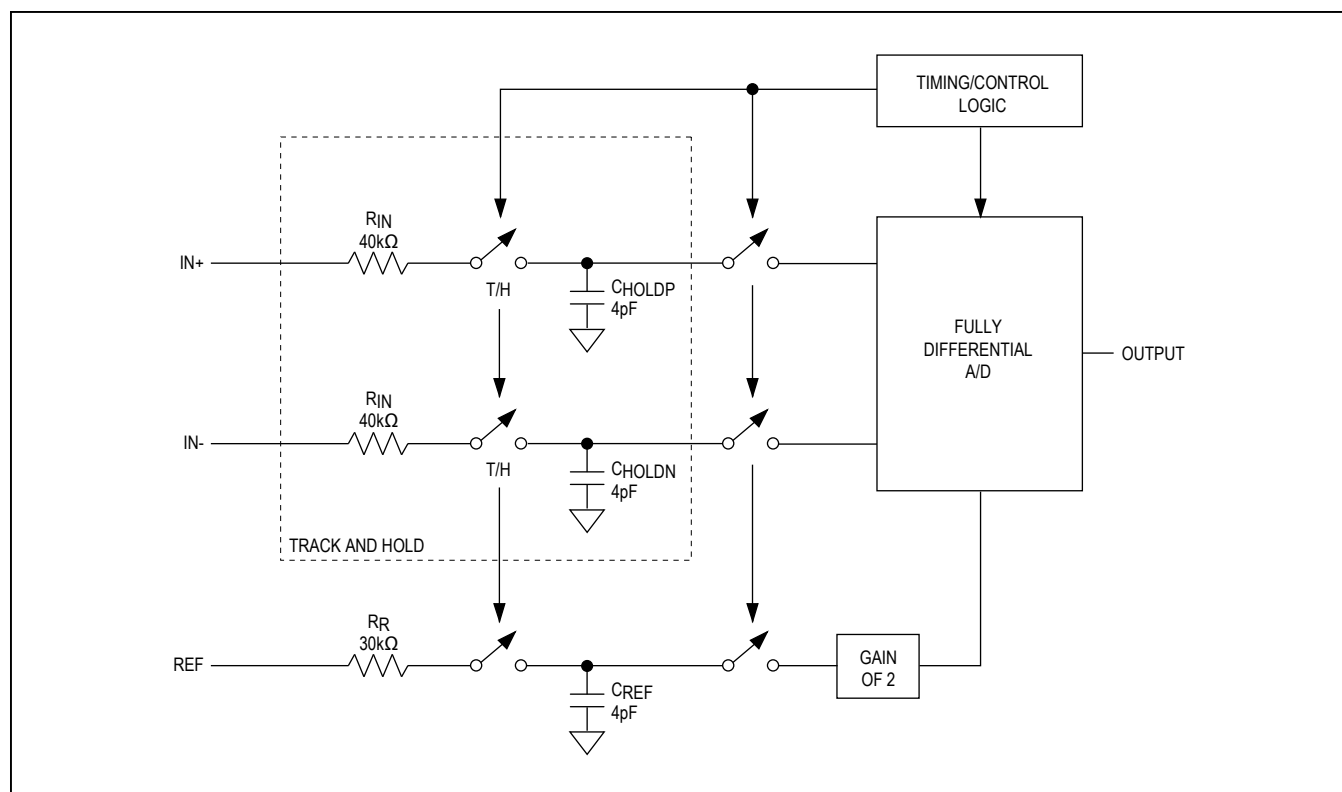 TIMING/CONTROL
LOGIC
RIN
40kΩ
IN+
T/H
CHOLDP
4pF
FULLY
DIFFERENTIAL
A/D
OUTPUT
RIN
40kΩ
IN-
T/H
CHOLDN
4pF
TRACK AND HOLD
RR
30kΩ
REF
CREF
4pF
GAIN
OF 2